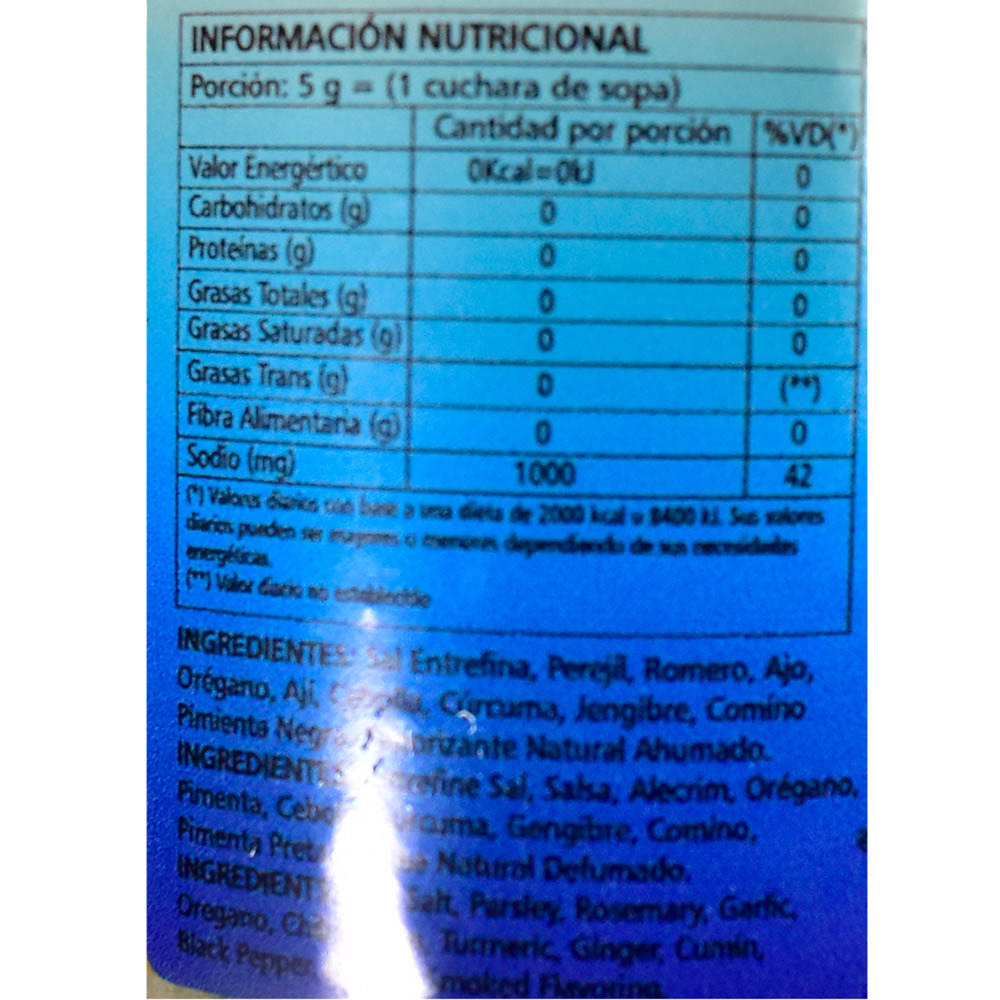 INFORMACIÓN NUTRICIONAL
Porción: 5 g = (1 cuchara de sopa)
Cantidad por porción %VD(*)
Valor Energértico 0Kcal=0kJ 0
Carbohidratos (g) 0 0
Proteínas (g) 0 0
Grasas Totales (g) 0 0
Grasas Saturadas (g) 0 0
Grasas Trans (g) 0 (**)
Fibra Alimentaria (g) 0 0
Sodio (mg) 1000 42
(*) Valores diarios con base a una dieta de 2000 kcal u 8400 kJ. Sus valores
diarios pueden ser mayores o menores dependiendo de sus necesidades
energéticas.
(**) Valor diario no establecido
INGREDIENTES: Sal Entrefina, Perejil, Romero, Ajo,
Orégano, Ají, Cebolla, Cúrcuma, Jengibre, Comino
Pimienta Negra, Natural Ahumado.
Sal, Salsa, Alecrim, Orégano,
Pimenta, Gengibre, Comino,
Pimenta Natural Defumado.
Salt, Parsley, Rosemary, Garlic,
Oregano, Turmeric, Ginger, Cumin,
Black Pepper Smoked Flavoring